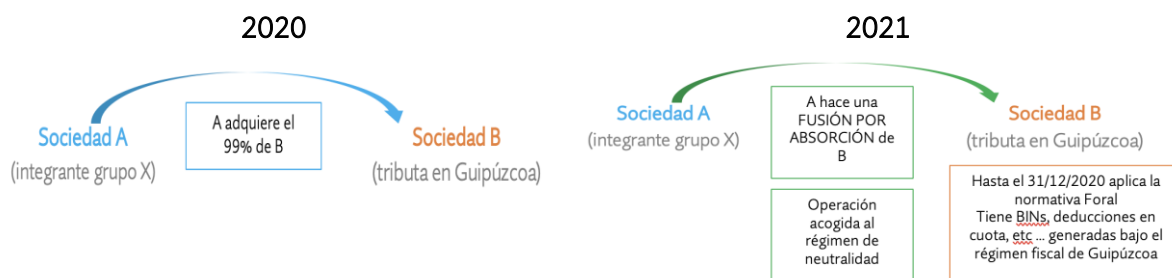 2020
A adquiere el
99% de B
Sociedad A
(integrante grupo X)
Sociedad B
(tributa en Guipúzcoa)
2021
Sociedad A
(integrante grupo X)
A hace una
FUSIÓN POR
ABSORCIÓN de
B
Operación
acogida al
régimen de
neutralidad
Sociedad B
(tributa en Guipúzcoa)
Hasta el 31/12/2020 aplica la
normativa Foral
Tiene BINs, deducciones en
cuota, etc ... generadas bajo el
régimen fiscal de Guipúzcoa